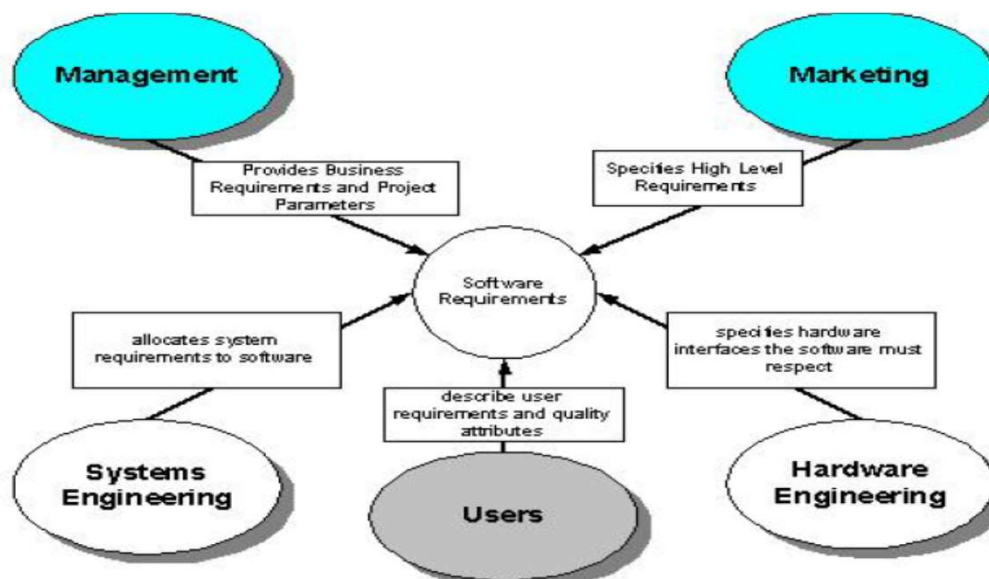 Management
Marketing
Provides Business
Requirements and Project
Parameters
Specifies High Level
Requirements
Software
Requirements
allocates system
requirements to software
specifies hardware
interfaces the software must
respect
describe user
requirements and quality
attributes
Systems
Engineering
Users
Hardware
Engineering